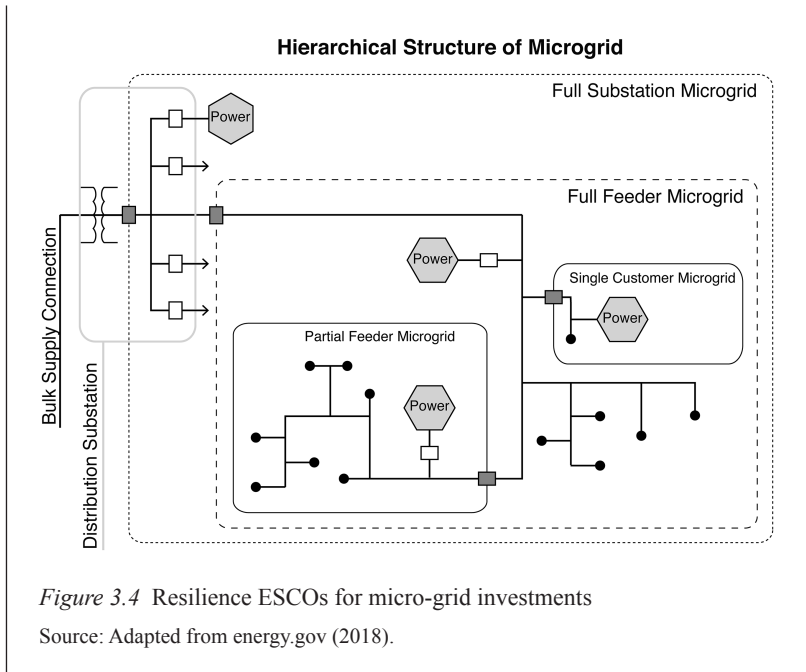 Hierarchical Structure of Microgrid
Full Substation Microgrid
Power
Full Feeder Microgrid
Power
Single Customer Microgrid
Power
Partial Feeder Microgrid
Power
Bulk Supply Connection
Distribution Substation
Figure 3.4 Resilience ESCOs for micro-grid investments
Source: Adapted from energy.gov (2018).